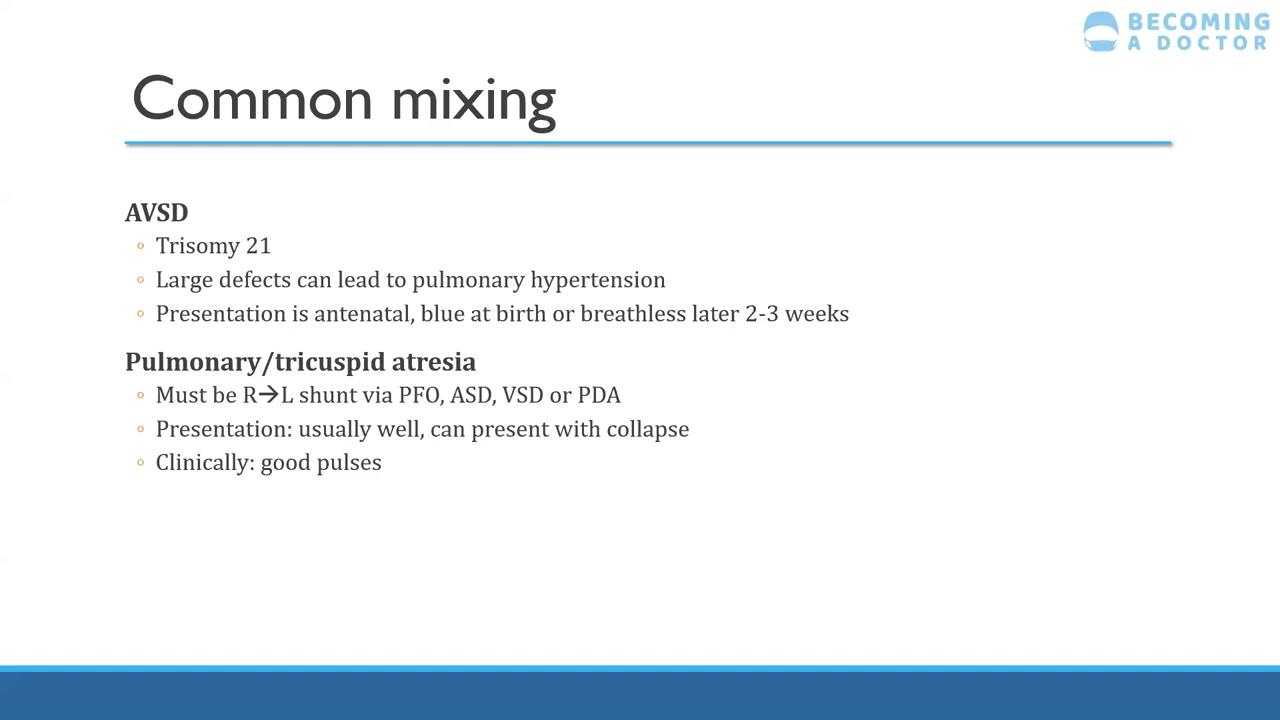 BECOMING
A DOCTOR
Common mixing
AVSD
◦ Trisomy 21
◦ Large defects can lead to pulmonary hypertension
◦ Presentation is antenatal, blue at birth or breathless later 2-3 weeks
Pulmonary/tricuspid atresia
◦ Must be R→L shunt via PFO, ASD, VSD or PDA
◦ Presentation: usually well, can present with collapse
◦ Clinically: good pulses